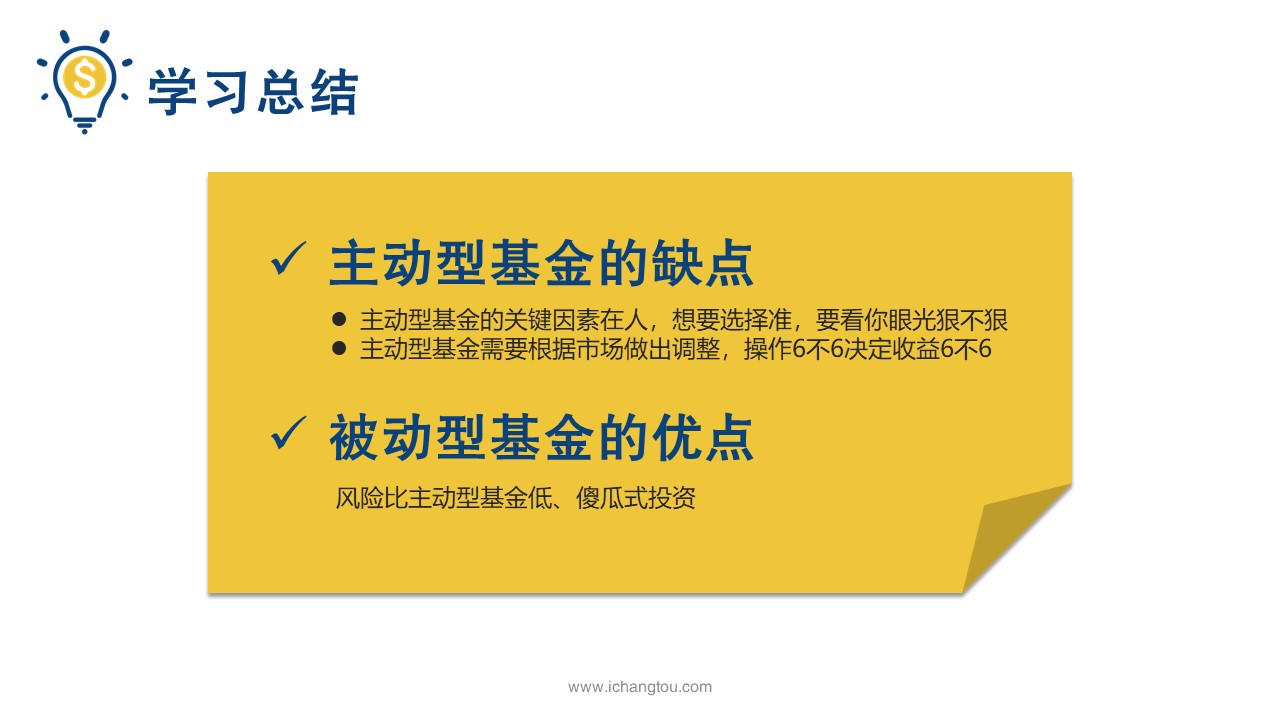 学习总结
✓ 主动型基金的缺点
● 主动型基金的关键因素在人，想要选择准，要看你眼光狠不狠
● 主动型基金需要根据市场做出调整，操作6不6决定收益6不6
✓ 被动型基金的优点
风险比主动型基金低、傻瓜式投资
www.ichangtou.com